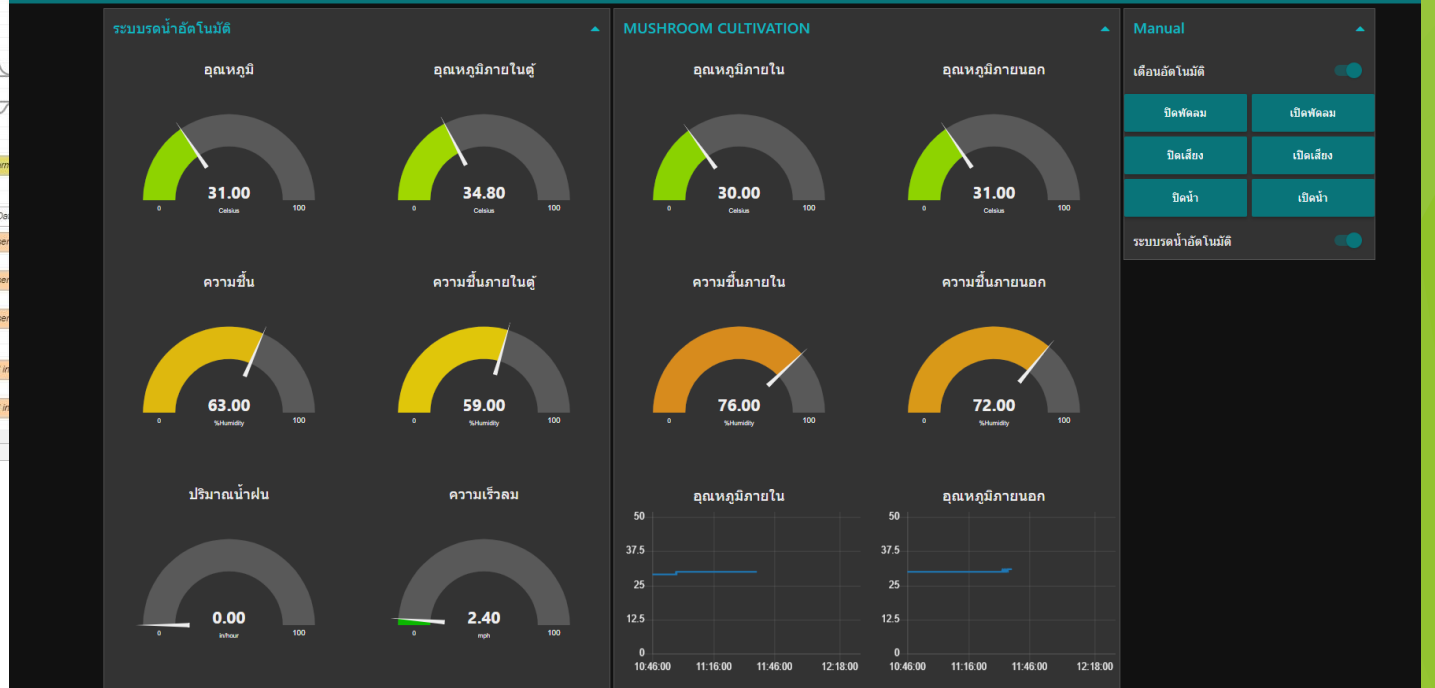 ระบบรดน้ำอัตโนมัติ
อุณหภูมิ
อุณหภูมิภายในตู้
31.00
Celsius
0
100
34.80
Celsius
0
100
ความชื้น
ความชื้นภายในตู้
63.00
%Humidity
0
100
59.00
%Humidity
0
100
ปริมาณน้ำฝน
ความเร็วลม
0.00
in/hour
0
100
2.40
mph
0
100
MUSHROOM CULTIVATION
อุณหภูมิภายใน
อุณหภูมิภายนอก
30.00
Celsius
0
100
31.00
Celsius
0
100
ความชื้นภายใน
ความชื้นภายนอก
76.00
%Humidity
0
100
72.00
%Humidity
0
100
อุณหภูมิภายใน
50
37.5
25
12.5
0
10:46:00 11:16:00 11:46:00 12:18:00
อุณหภูมิภายนอก
50
37.5
25
12.5
0
10:46:00 11:16:00 11:46:00 12:18:00
Manual
เตือนอัตโนมัติ
ปิดพัดลม
เปิดพัดลม
ปิดเสียง
เปิดเสียง
ปิดน้ำ
เปิดน้ำ
ระบบรดน้ำอัตโนมัติ